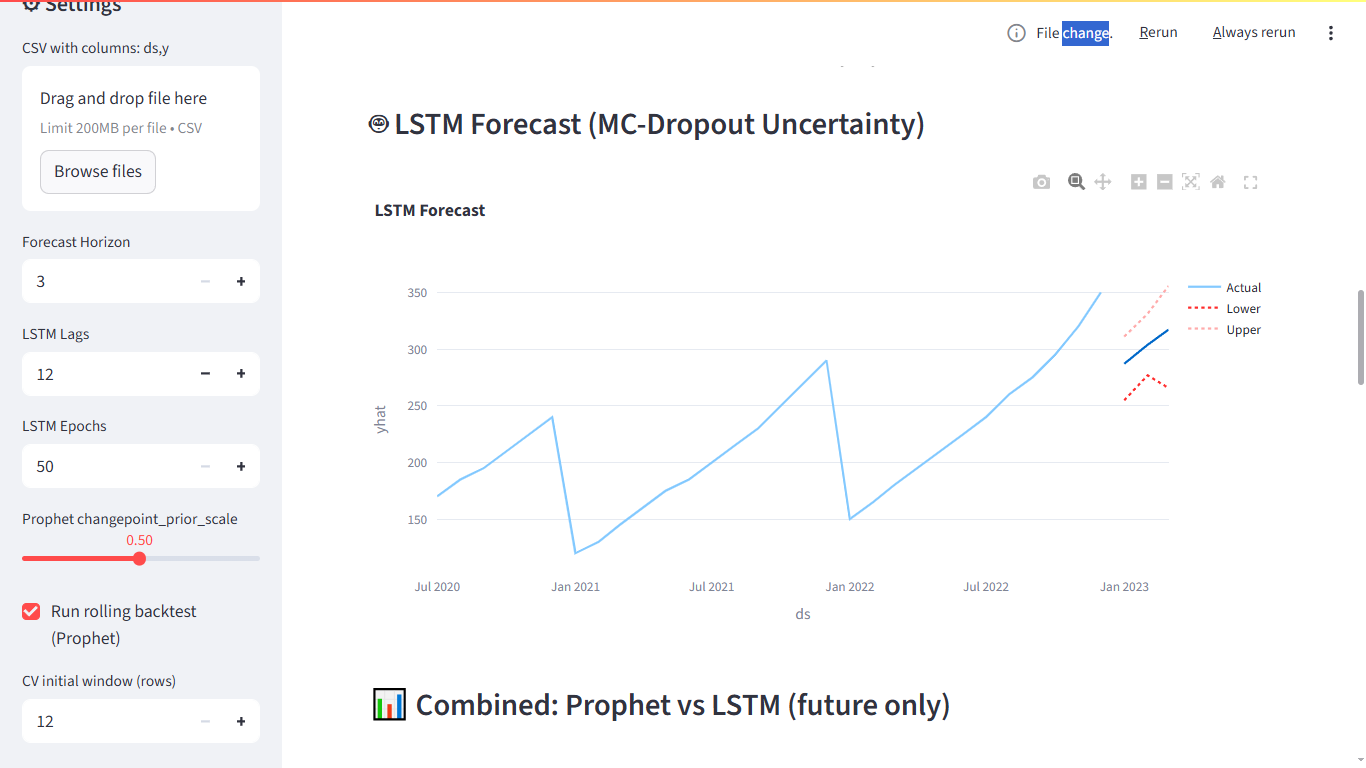 Settings
CSV with columns: ds,y
Drag and drop file here
Limit 200MB per file • CSV
Browse files
Forecast Horizon
3
LSTM Lags
12
LSTM Epochs
50
Prophet changepoint_prior_scale
0.50
Run rolling backtest
(Prophet)
CV initial window (rows)
12
File change.
Rerun
Always rerun
LSTM Forecast (MC-Dropout Uncertainty)
LSTM Forecast
350
300
250
200
150
yhat
Jul 2020
Jan 2021
Jul 2021
Jan 2022
Jul 2022
Jan 2023
ds
Actual
Lower
Upper
Combined: Prophet vs LSTM (future only)